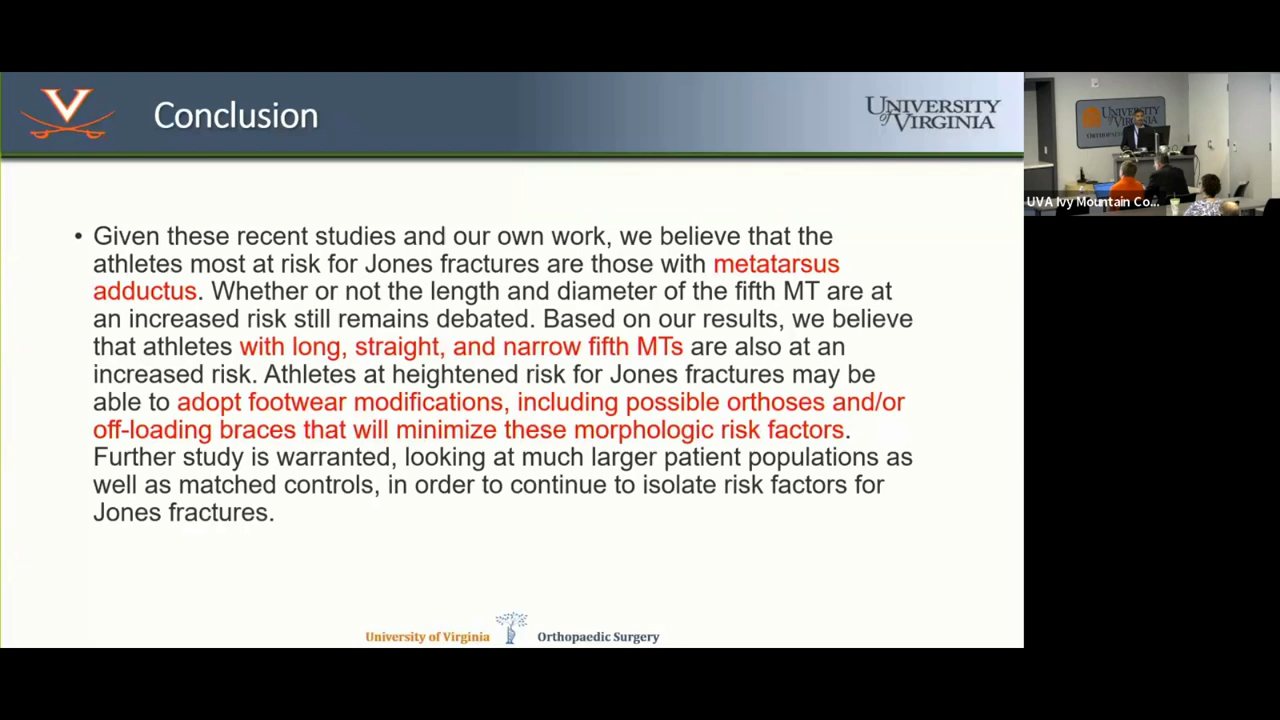 Conclusion
UNIVERSITY
of VIRGINIA
• Given these recent studies and our own work, we believe that the
athletes most at risk for Jones fractures are those with metatarsus
adductus. Whether or not the length and diameter of the fifth MT are at
an increased risk still remains debated. Based on our results, we believe
that athletes with long, straight, and narrow fifth MTs are also at an
increased risk. Athletes at heightened risk for Jones fractures may be
able to adopt footwear modifications, including possible orthoses and/or
off-loading braces that will minimize these morphologic risk factors.
Further study is warranted, looking at much larger patient populations as
well as matched controls, in order to continue to isolate risk factors for
Jones fractures.
University of Virginia Orthopaedic Surgery
UNIVERSITY
of VIRGINIA
UVA Ivy Mountain Co...